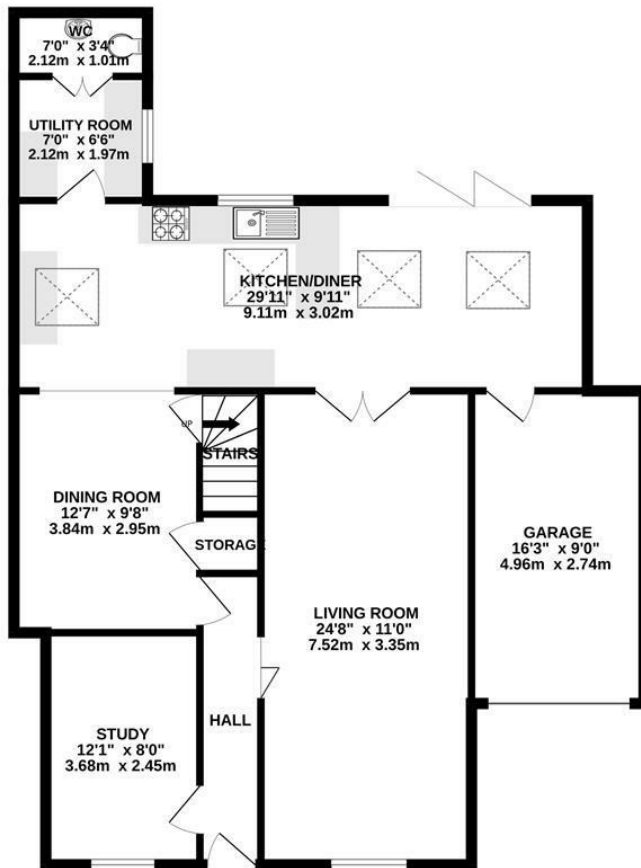 WC
7'0" x 3'4"
2.12m x 1.01m
UTILITY ROOM
7'0" x 6'6"
2.12m x 1.97m
KITCHEN/DINER
29'11" x 9'11"
9.11m x 3.02m
UP
STAIRS
DINING ROOM
12'7" x 9'8"
3.84m x 2.95m
STORAGE
GARAGE
16'3" x 9'0"
4.96m x 2.74m
LIVING ROOM
24'8" x 11'0"
7.52m x 3.35m
HALL
STUDY
12'1" x 8'0"
3.68m x 2.45m